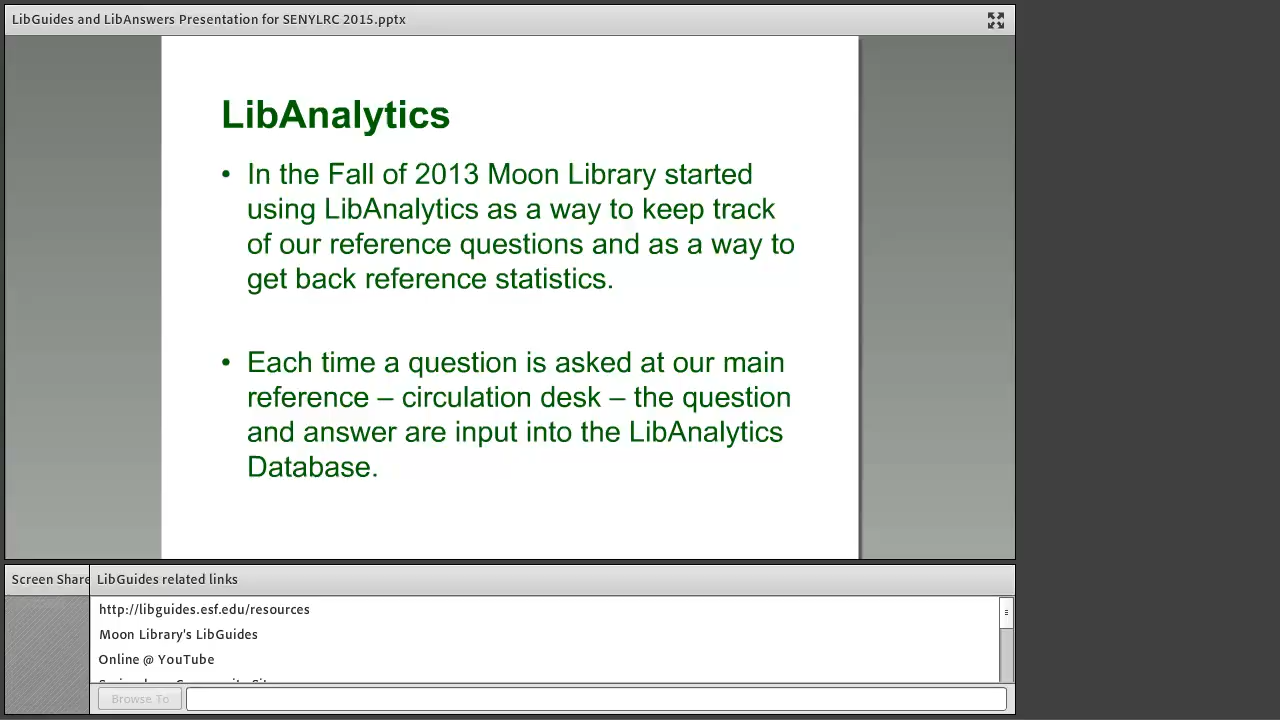 LibGuides and LibAnswers Presentation for SENYLRC 2015.pptx
LibAnalytics
• In the Fall of 2013 Moon Library started
using LibAnalytics as a way to keep track
of our reference questions and as a way to
get back reference statistics.
• Each time a question is asked at our main
reference – circulation desk – the question
and answer are input into the LibAnalytics
Database.
Screen Share
LibGuides related links
http://libguides.esf.edu/resources
Moon Library's LibGuides
Online @ YouTube
Browse To